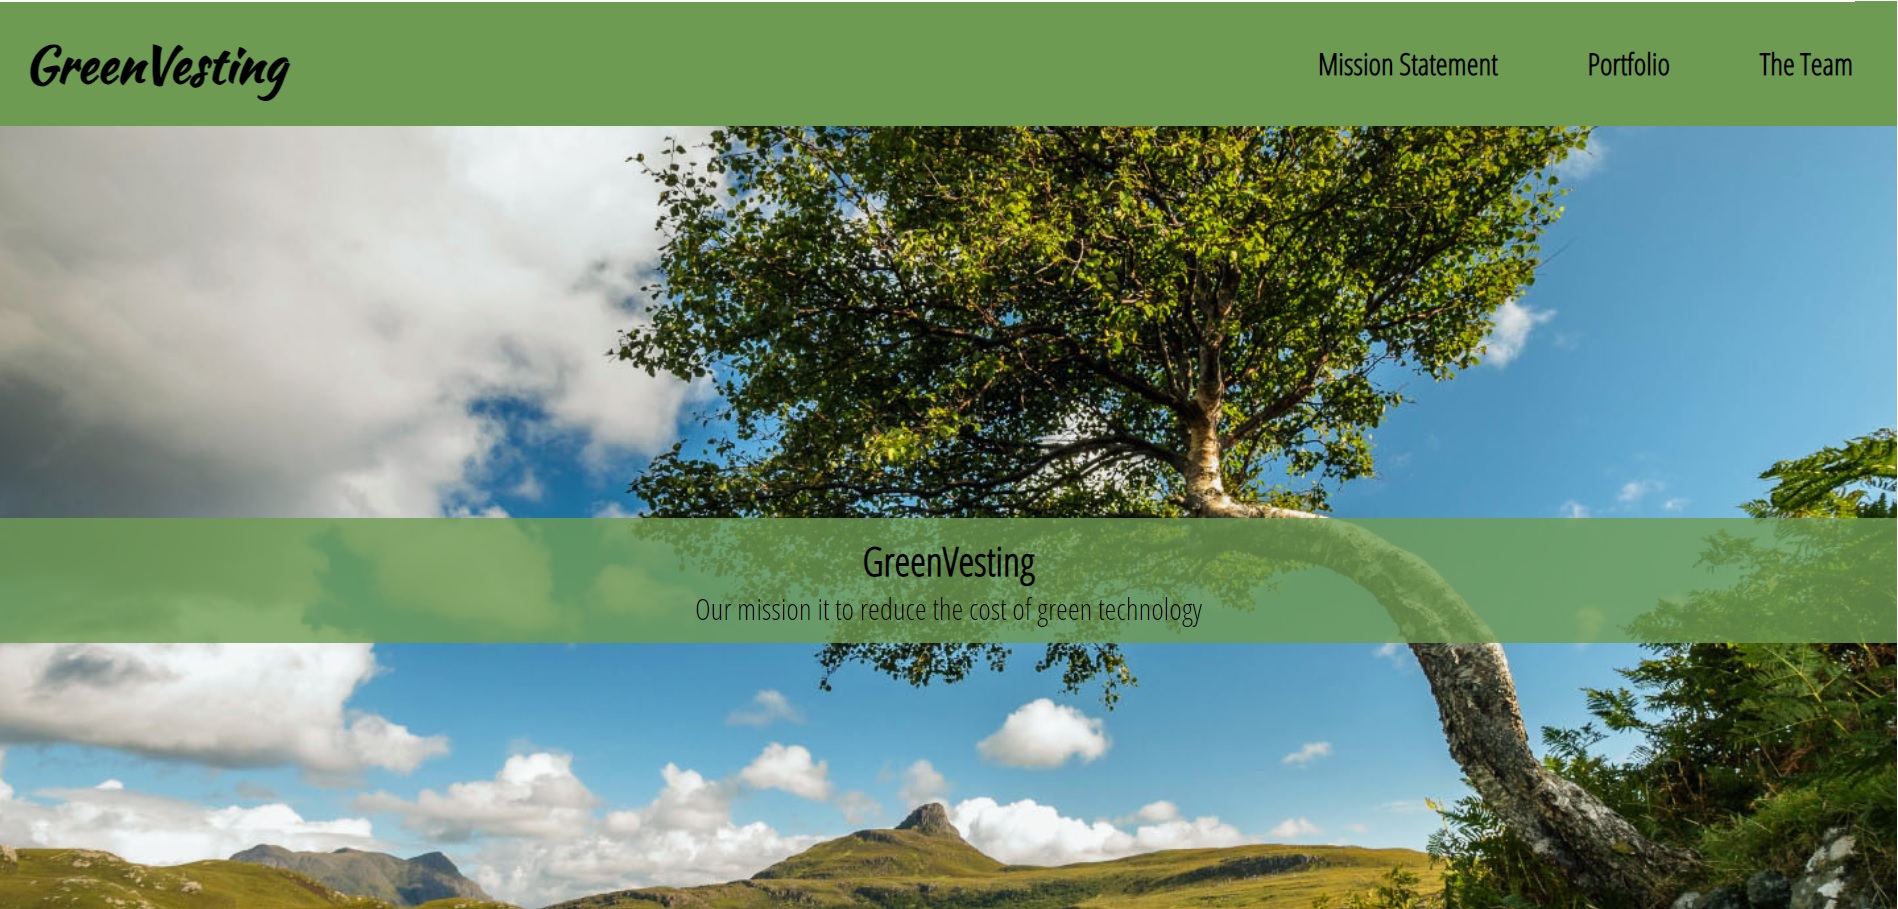 GreenVesting
Mission Statement Portfolio The Team
GreenVesting
Our mission it to reduce the cost of green technology